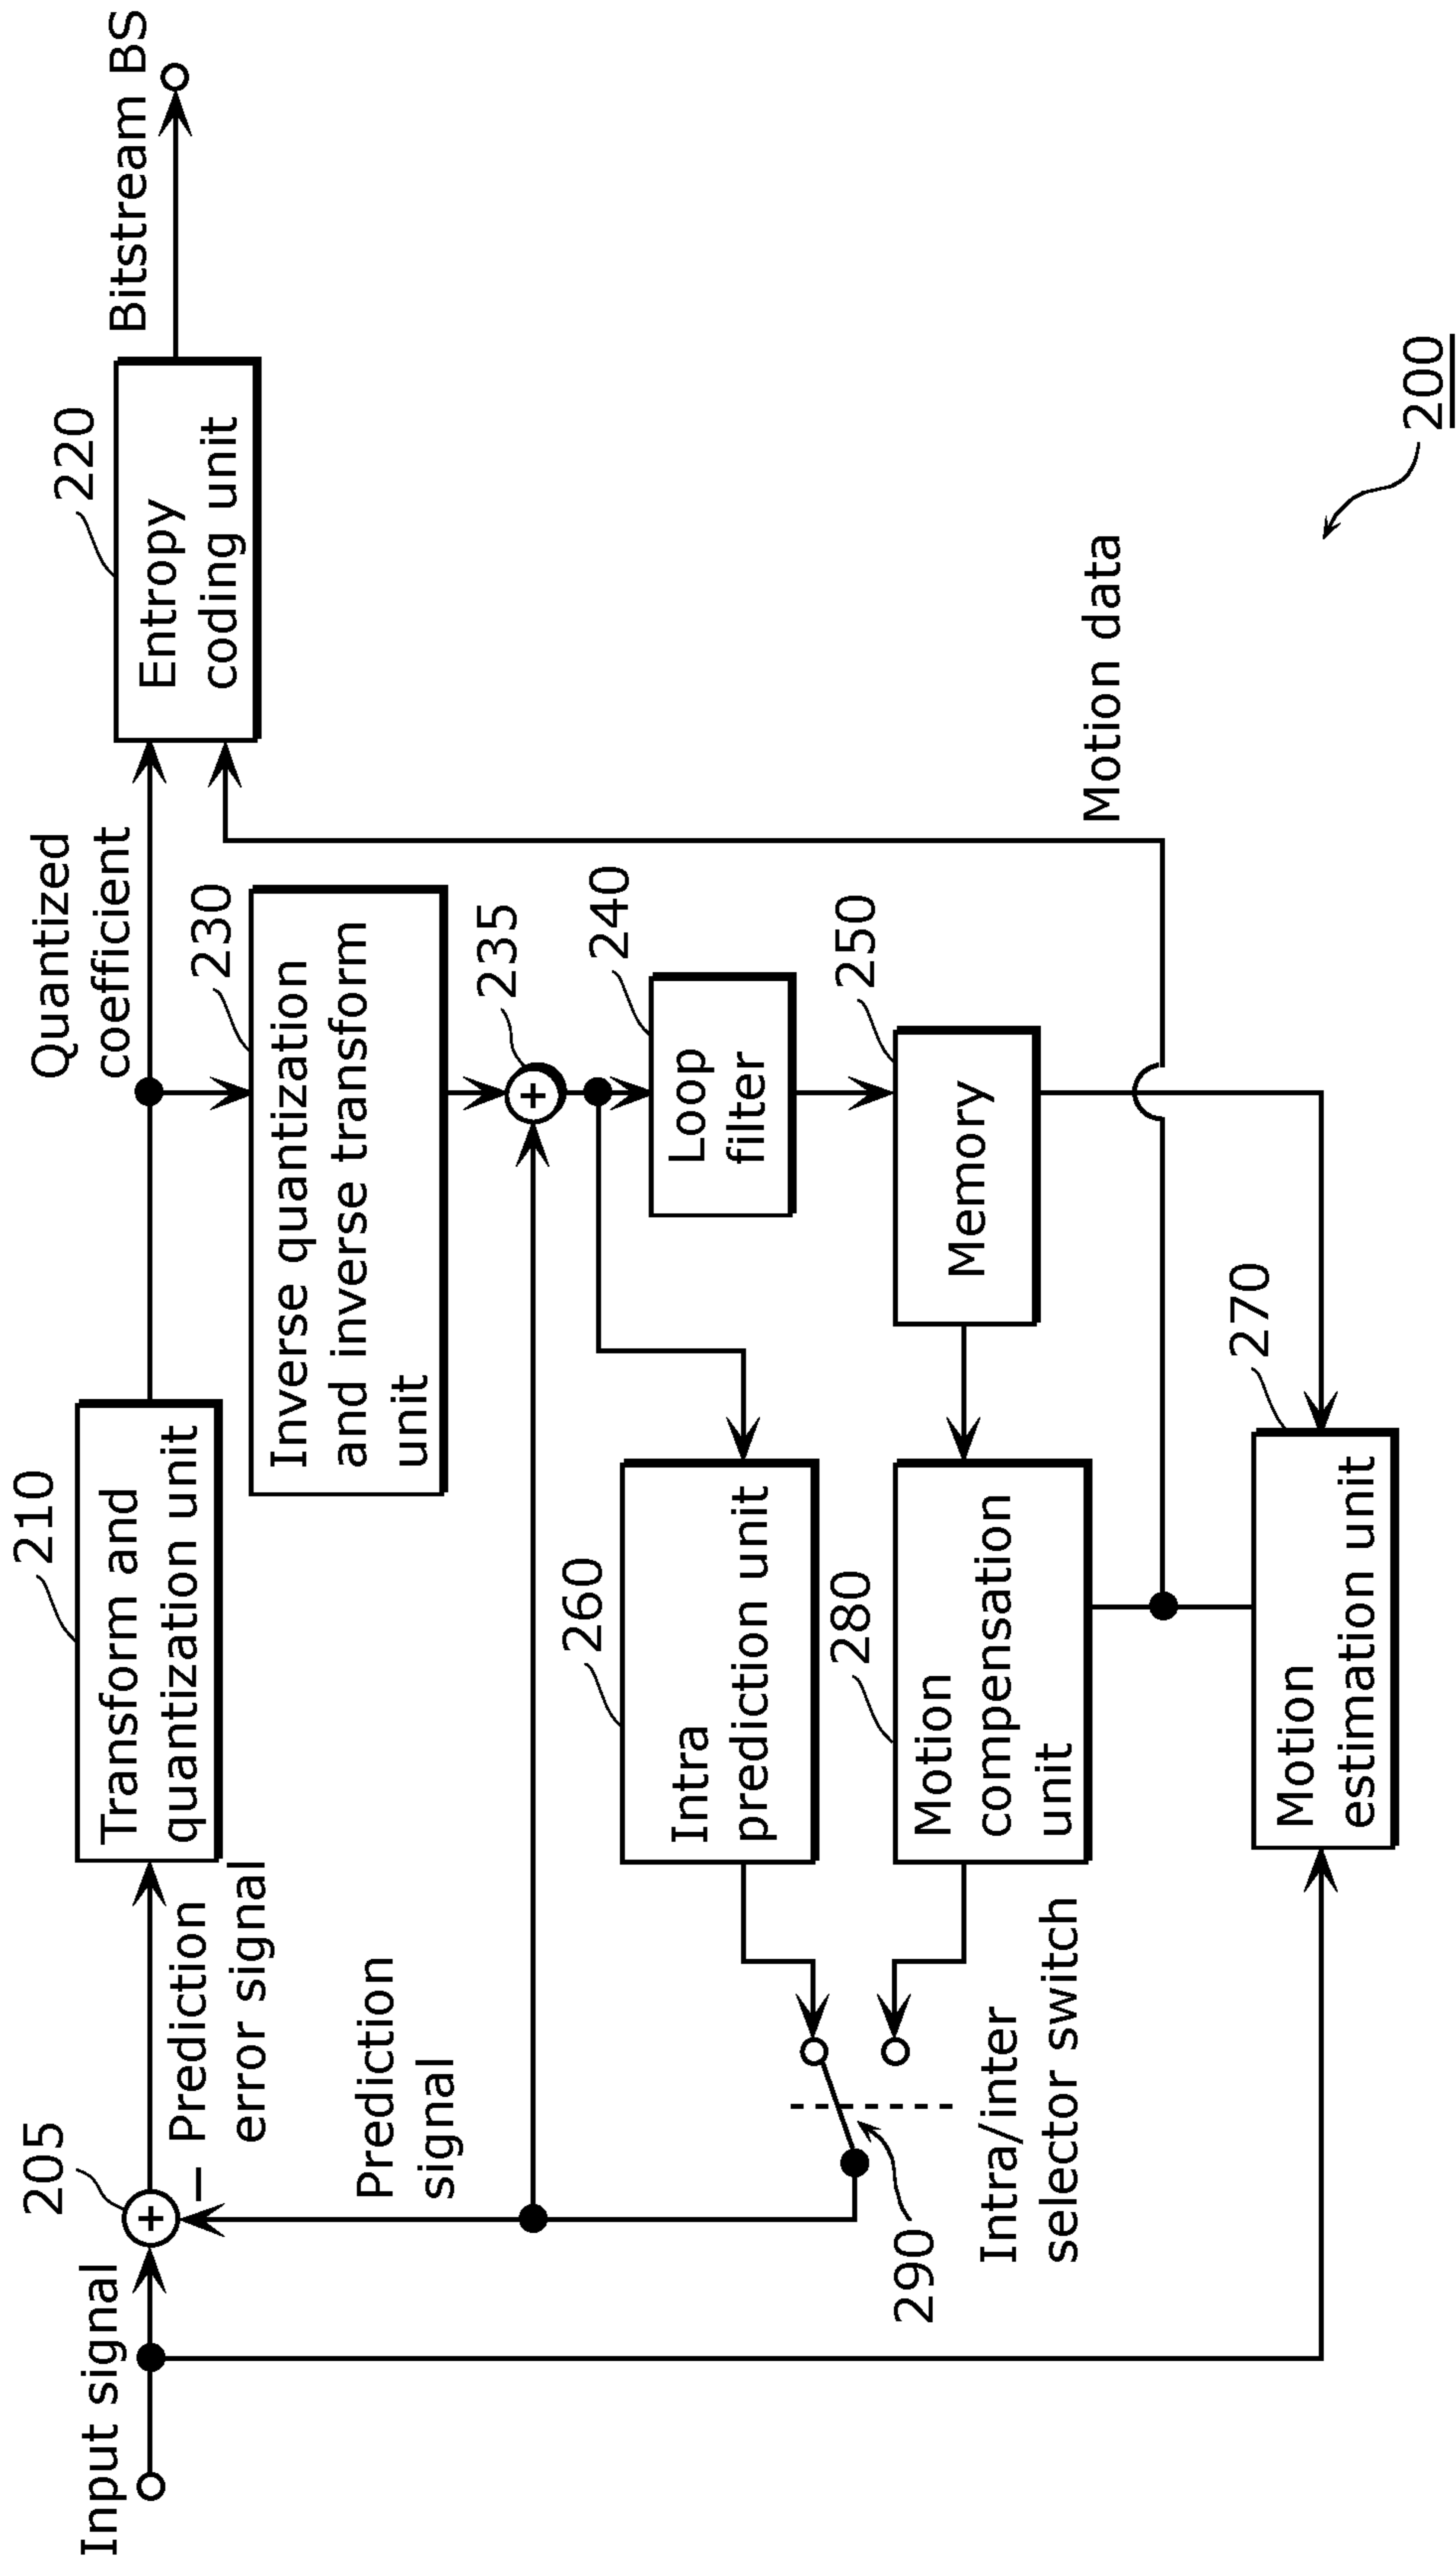 Input signal
205
Prediction
error signal
−
210
Transform and
quantization unit
Quantized
coefficient
220
Entropy
coding unit
Bitstream BS
230
Inverse quantization
and inverse transform
unit
Prediction
signal
+
+
235
240
Loop
filter
260
Intra
prediction unit
250
Memory
280
Motion
compensation
unit
290
Intra/inter
selector switch
Motion data
270
Motion
estimation unit
200